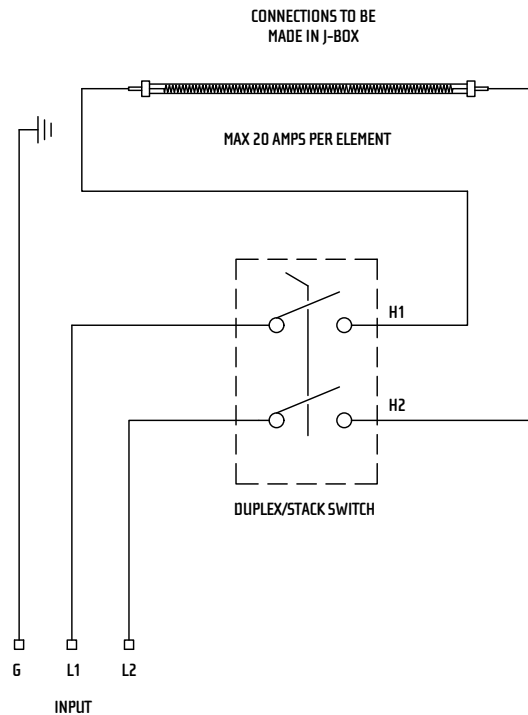 CONNECTIONS TO BE
MADE IN J-BOX
MAX 20 AMPS PER ELEMENT
H1
H2
DUPLEX/STACK SWITCH
G
L1
L2
INPUT